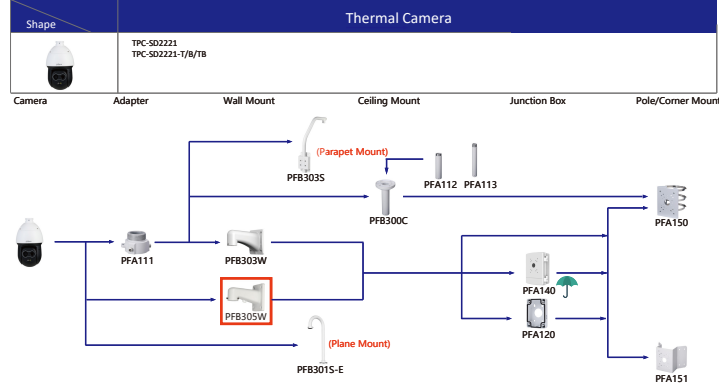 Shape
Thermal Camera
TPC-SD2221
TPC-SD2221-T/B/TB
Camera
Adapter
Wall Mount
Ceiling Mount
Junction Box
Pole/Corner Mount
(Parapet Mount)
PFB303S
PFA112
PFA113
PFB300C
PFA150
PFA111
PFB303W
PFA140
PFB305W
PFA120
(Plane Mount)
PFB301S-E
PFA151